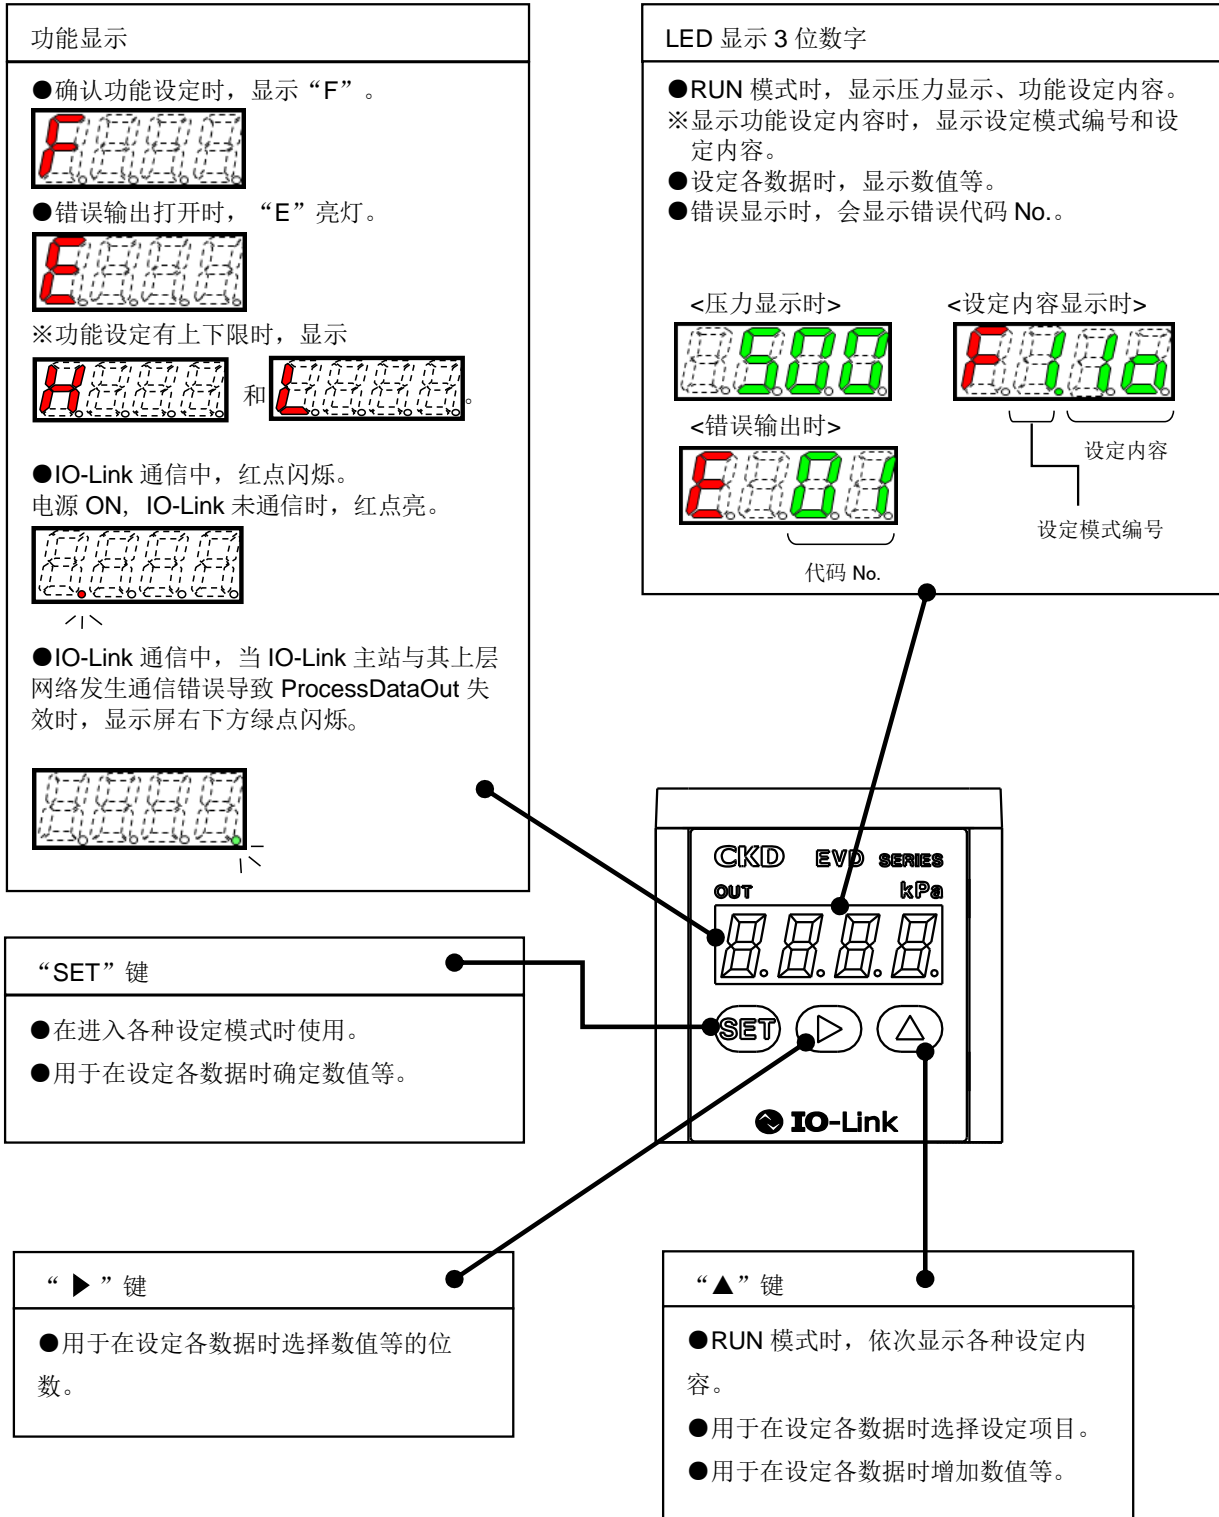 功能显示
●确认功能设定时，显示“F”。
F
●错误输出打开时，“E”亮灯。
E
※功能设定有上下限时，显示
H 和 L 。
●IO-Link 通信中，红点闪烁。
电源 ON，IO-Link 未通信时，红点亮。
●IO-Link 通信中，当 IO-Link 主站与其上层
网络发生通信错误导致 ProcessDataOut 失
效时，显示屏右下方绿点闪烁。
LED 显示 3 位数字
●RUN 模式时，显示压力显示、功能设定内容。
※显示功能设定内容时，显示设定模式编号和设
定内容。
●设定各数据时，显示数值等。
●错误显示时，会显示错误代码 No.。
<压力显示时> <设定内容显示时>
500 F1.1o
<错误输出时>
设定内容
E 01
设定模式编号
代码 No.
CKD EVD SERIES
OUT kPa
8.8.8.8.
SET ▷ △
IO-Link
“SET”键
●在进入各种设定模式时使用。
●用于在设定各数据时确定数值等。
“▶”键
●用于在设定各数据时选择数值等的位
数。
“▲”键
●RUN 模式时，依次显示各种设定内
容。
●用于在设定各数据时选择设定项目。
●用于在设定各数据时增加数值等。